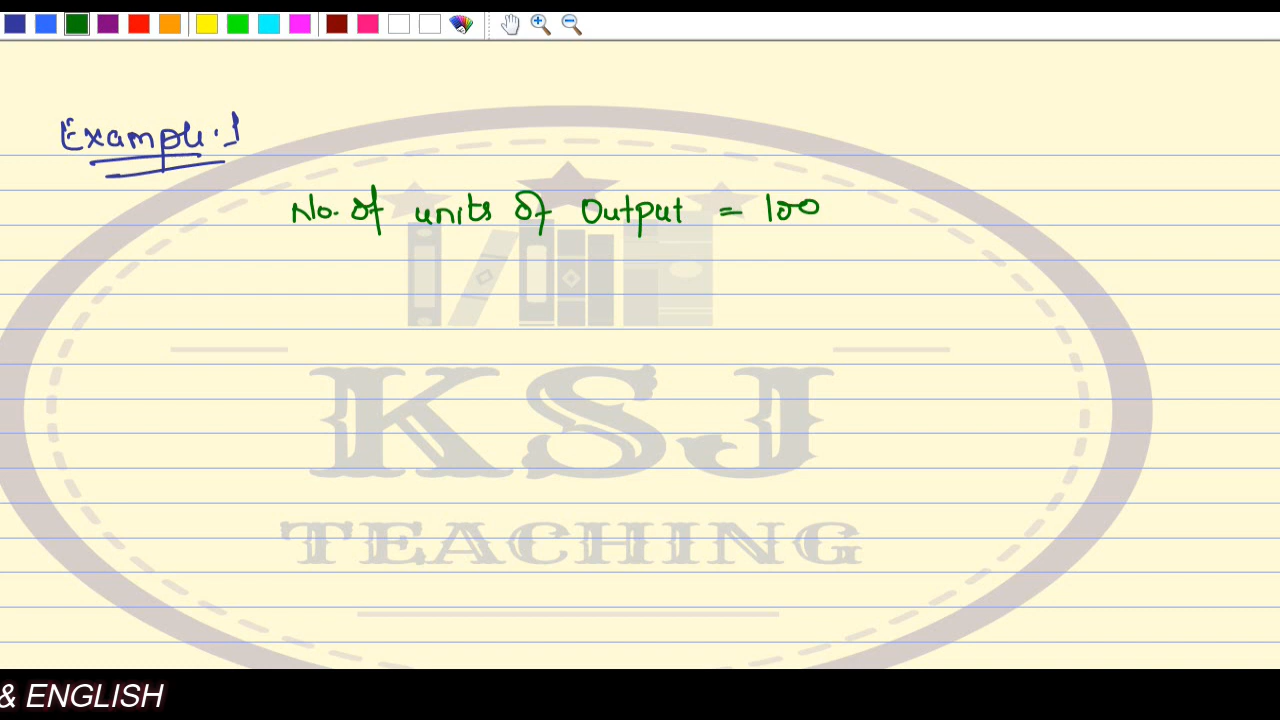 Example. 1
No. of units of Output = 100
KSJ
TEACHING
& ENGLISH